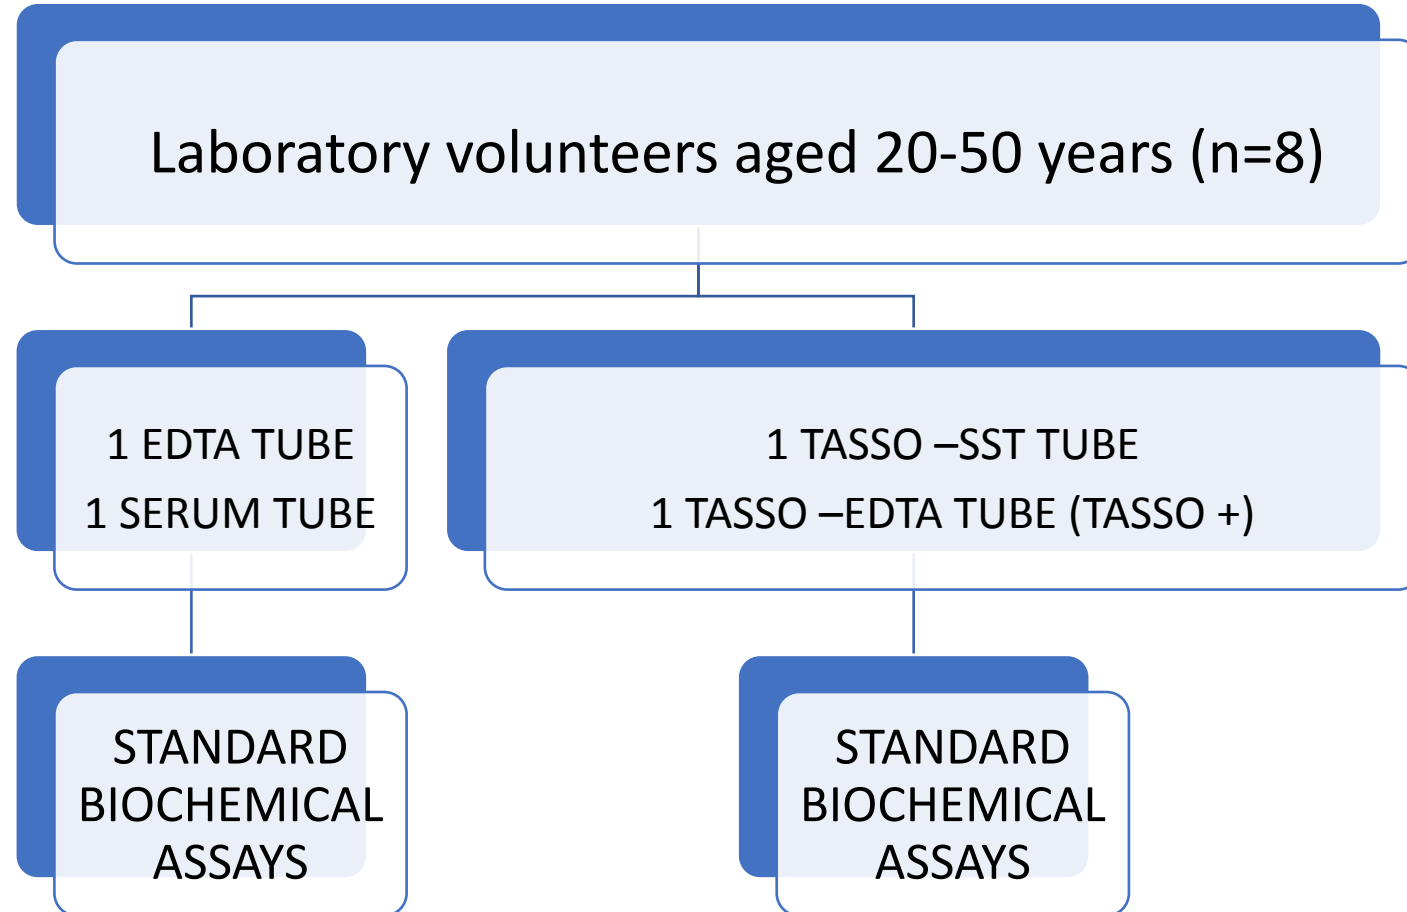 Laboratory volunteers aged 20-50 years (n=8)
1 EDTA TUBE
1 SERUM TUBE
1 TASSO –SST TUBE
1 TASSO –EDTA TUBE (TASSO +)
STANDARD
BIOCHEMICAL
ASSAYS
STANDARD
BIOCHEMICAL
ASSAYS